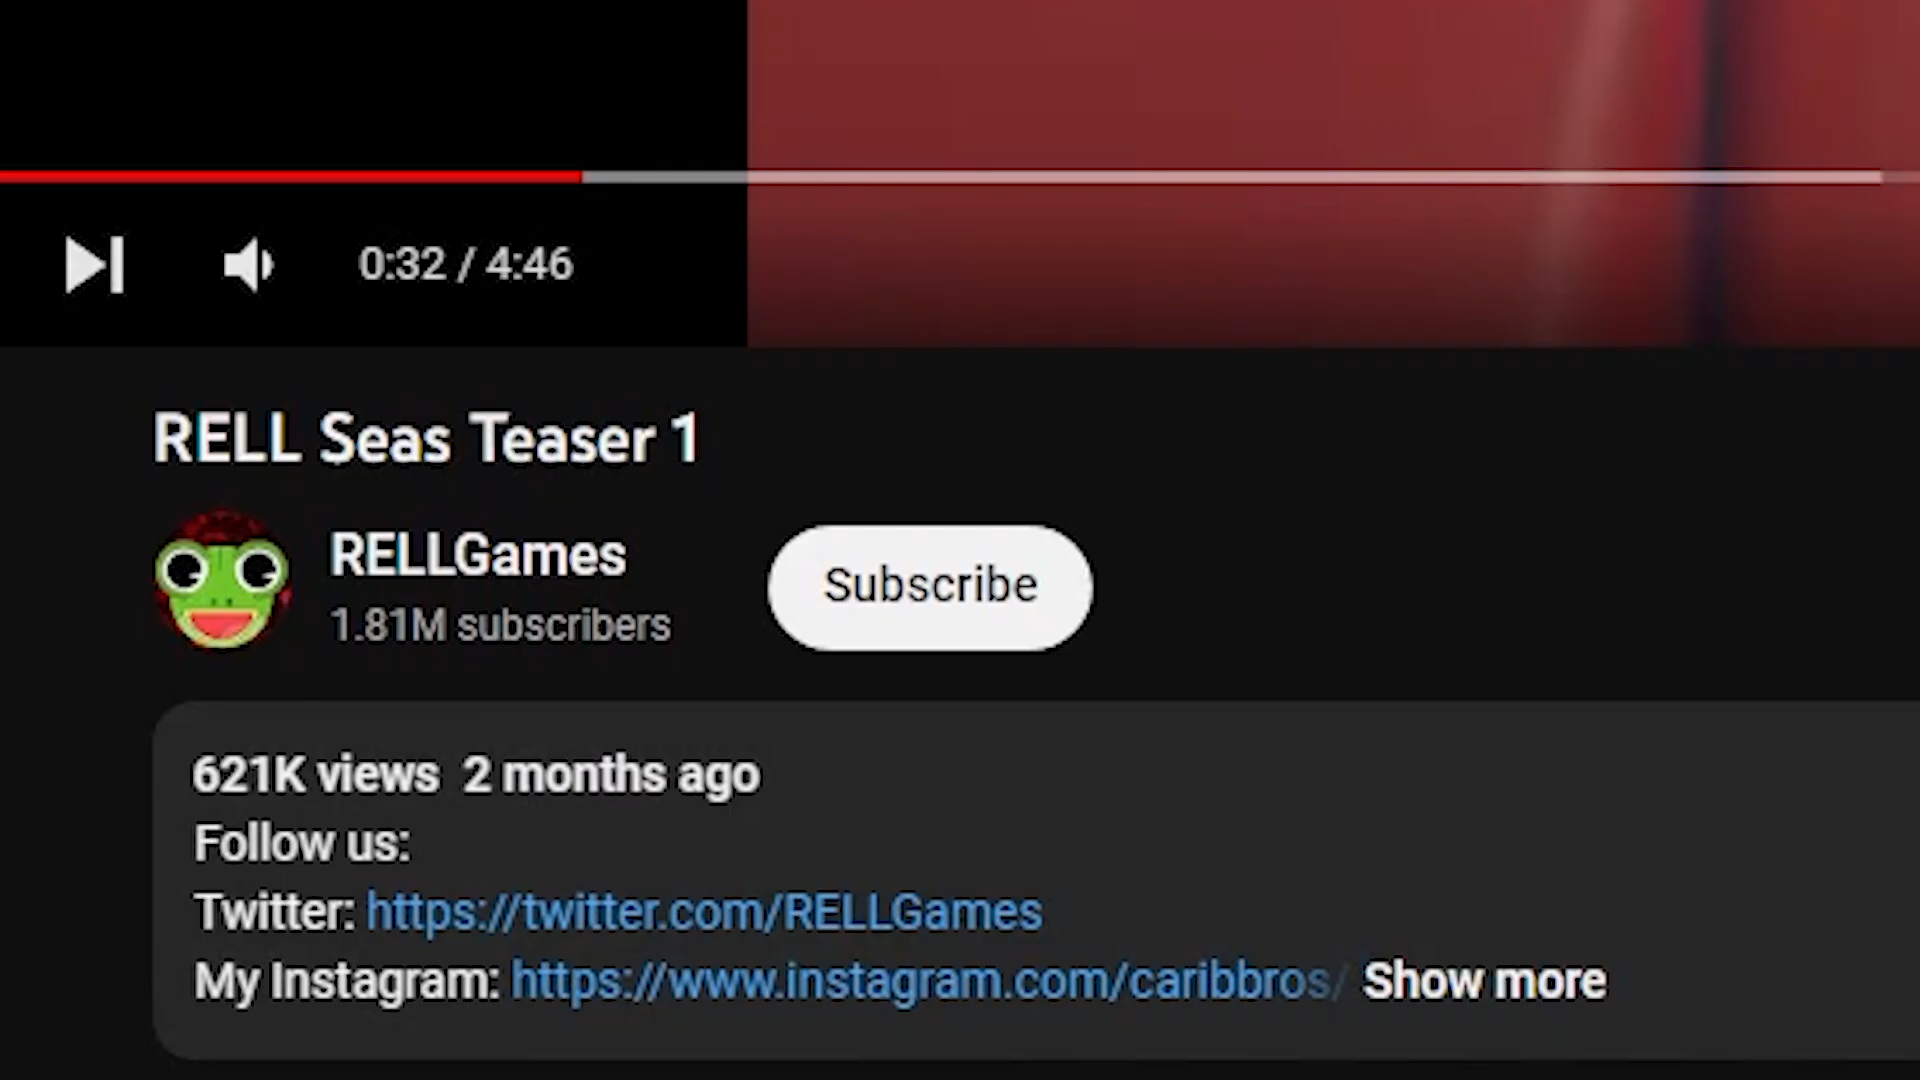 0:32 / 4:46
RELL Seas Teaser 1
RELLGames
1.81M subscribers
Subscribe
621K views 2 months ago
Follow us:
Twitter: https://twitter.com/RELLGames
My Instagram: https://www.instagram.com/caribbros/ Show more